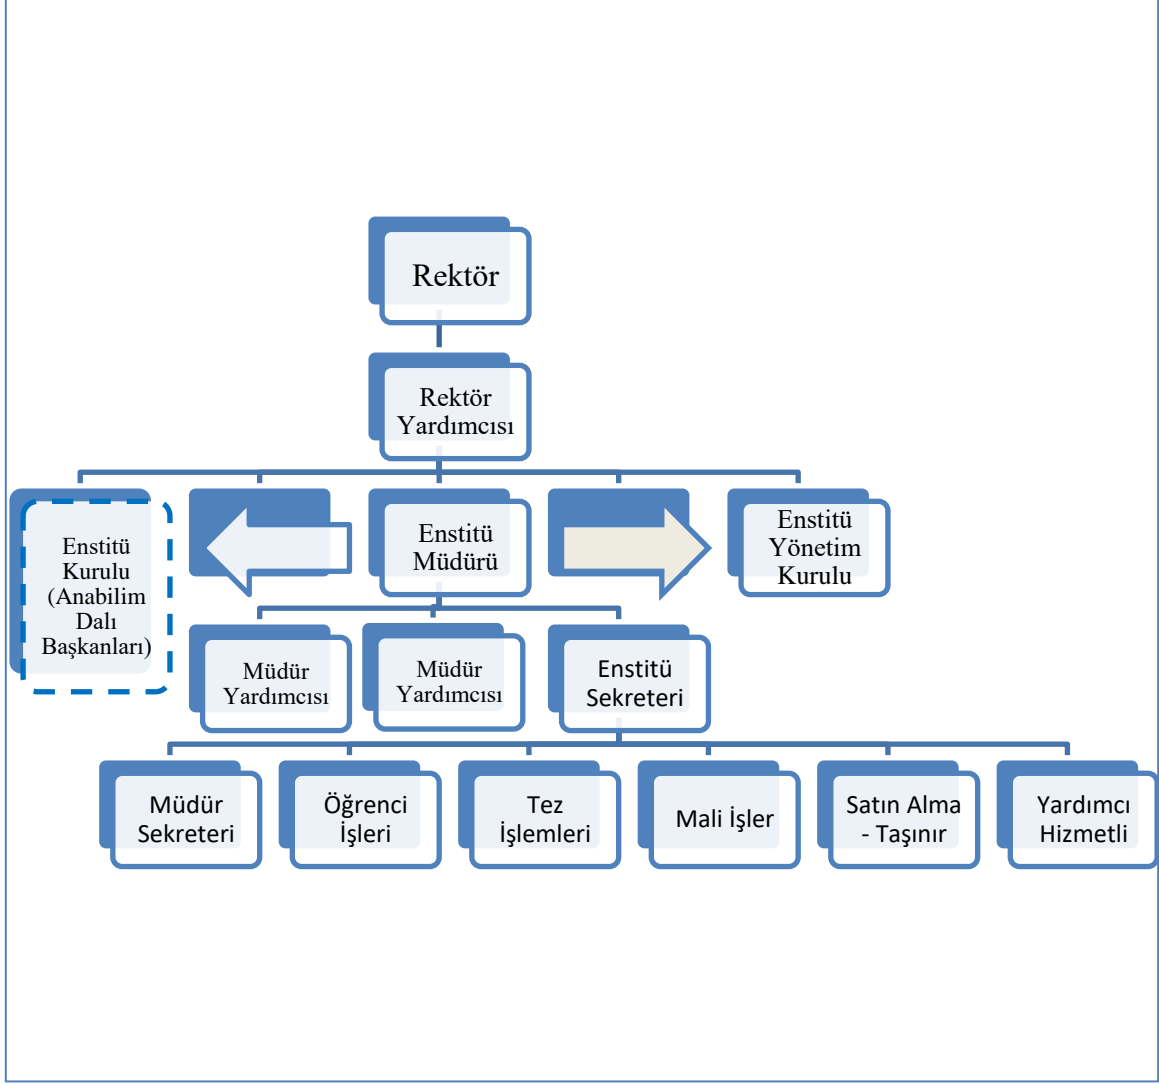 Rektör
Rektör
Yardımcısı
Enstitü
Kurulu
(Anabilim
Dalı
Başkanları)
Enstitü
Müdürü
Enstitü
Yönetim
Kurulu
Müdür
Yardımcısı
Müdür
Yardımcısı
Enstitü
Sekreteri
Müdür
Sekreteri
Öğrenci
İşleri
Tez
İşlemleri
Mali İşler
Satın Alma
- Taşınır
Yardımcı
Hizmetli